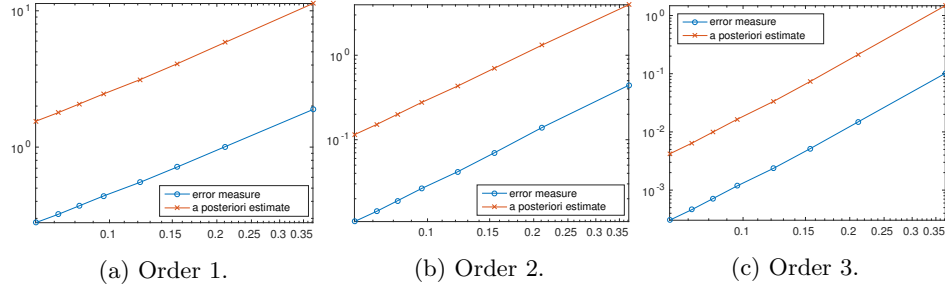 10^1
10^0
0.1 0.15 0.2 0.25 0.3 0.35
error measure
a posteriori estimate
(a) Order 1.
10^0
10^-1
0.1 0.15 0.2 0.25 0.3 0.35
error measure
a posteriori estimate
(b) Order 2.
10^0
10^-1
10^-2
10^-3
0.1 0.15 0.2 0.25 0.3 0.35
error measure
a posteriori estimate
(c) Order 3.